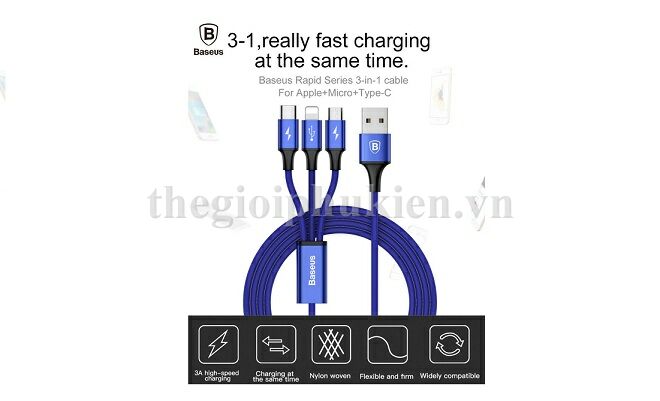 Baseus
3-1,really fast charging
at the same time.
Baseus Rapid Series 3-in-1 cable
For Apple+Micro+Type-C
thegioiphukien.vn
Baseus
3A high-speed
charging
Charging at
the same time
Nylon woven
Flexible and firm
Widely compatible